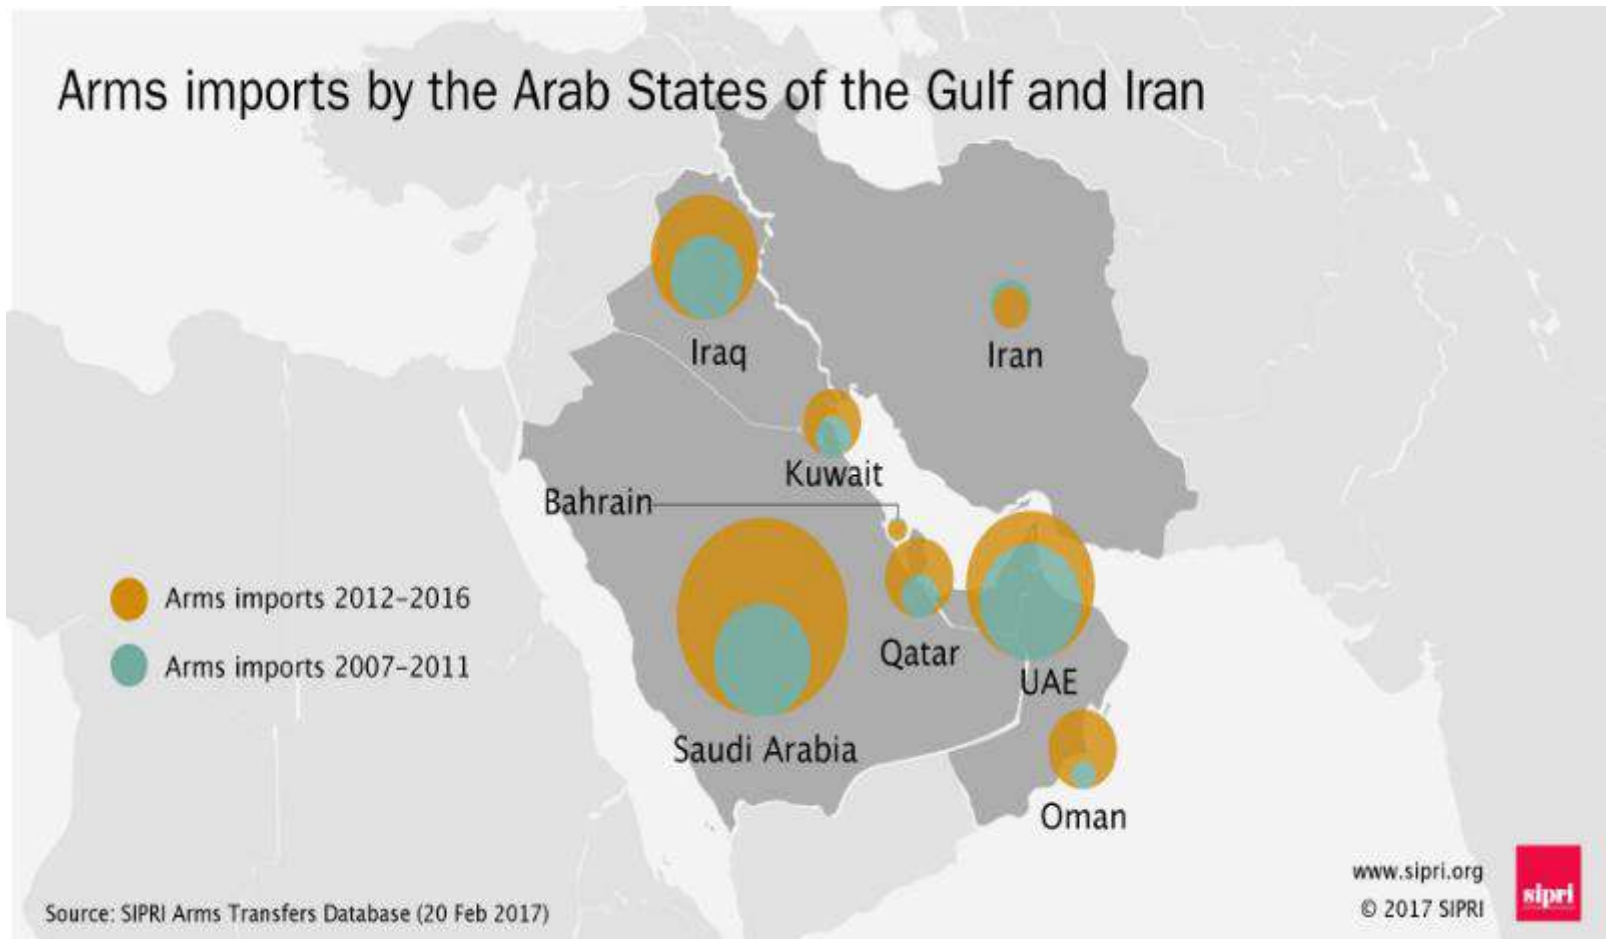 Arms imports by the Arab States of the Gulf and Iran
Iraq
Iran
Kuwait
Bahrain
Arms imports 2012–2016
Arms imports 2007–2011
Qatar
UAE
Saudi Arabia
Oman
www.sipri.org
© 2017 SIPRI
sipri
Source: SIPRI Arms Transfers Database (20 Feb 2017)